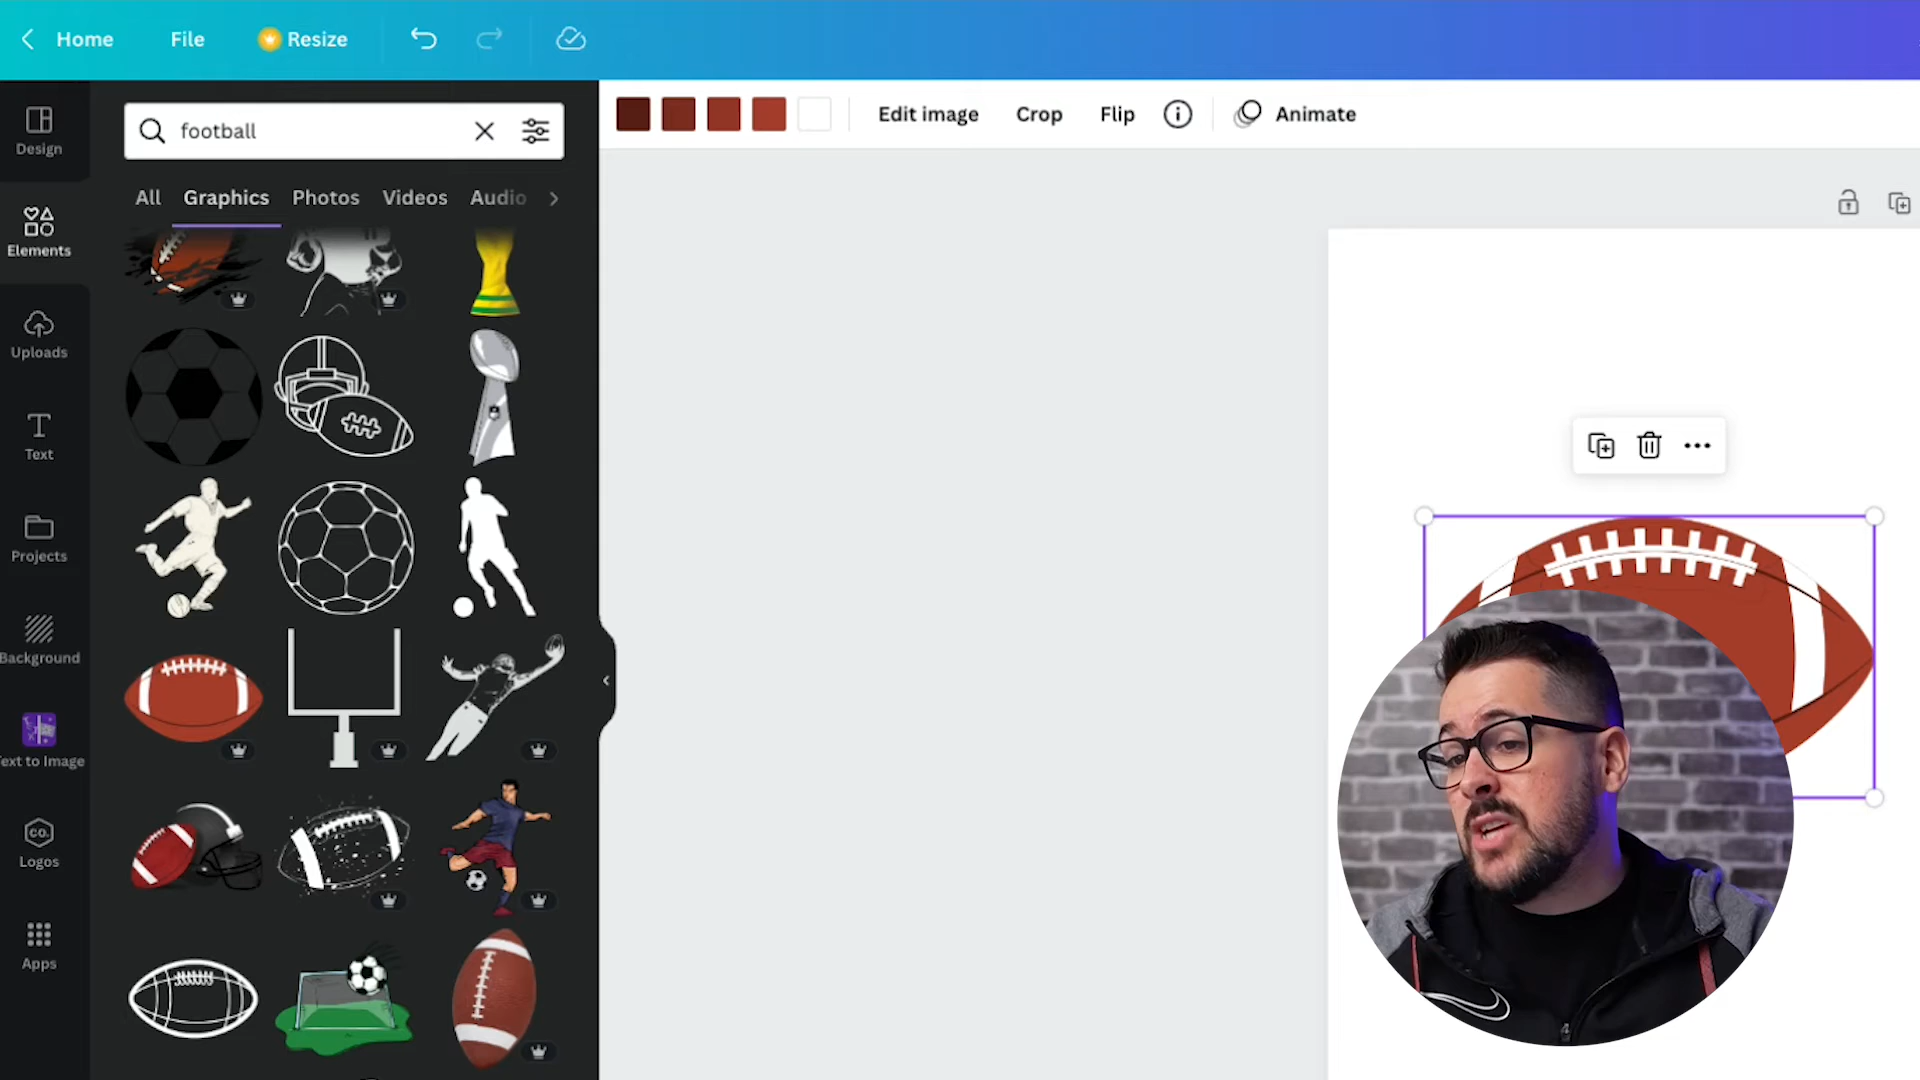 Home File Resize
football
Edit image Crop Flip Animate
All Graphics Photos Videos Audio
Design
Elements
Uploads
Text
Projects
Background
ext to Image
co.
Logos
Apps